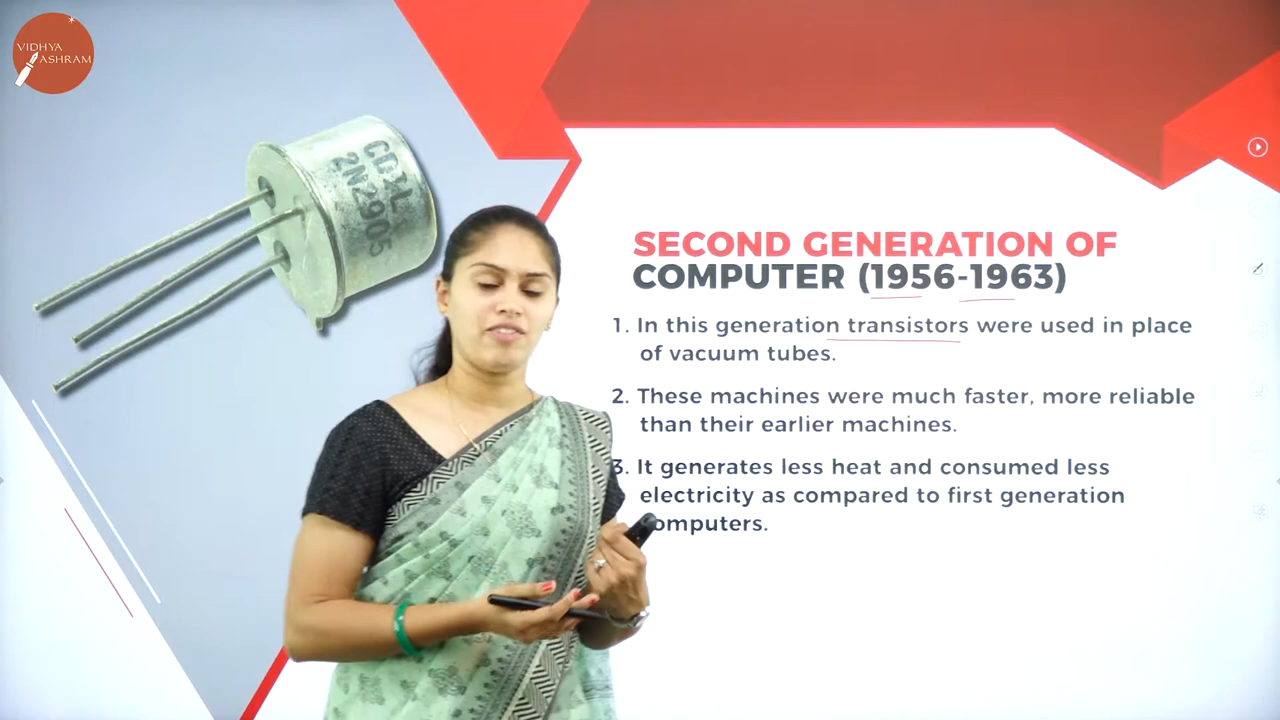 VIDHYA
ASHRAM
CDIL
2N2905
SECOND GENERATION OF
COMPUTER (1956-1963)
1. In this generation transistors were used in place
of vacuum tubes.
2. These machines were much faster, more reliable
than their earlier machines.
3. It generates less heat and consumed less
electricity as compared to first generation
computers.